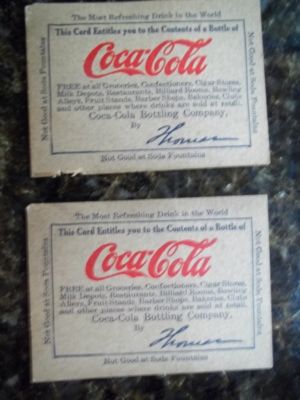 The Most Refreshing Drink in the World
This Card Entitles you to the Contents of a Bottle of
Coca-Cola
FREE at all Groceries, Confectioners, Cigar Stores,
Milk Depots, Restaurants, Billiard Rooms, Bowling
Alleys, Fruit Stands, Barber Shops, Bakeries, Clubs
and other places where drinks are sold at retail.
Coca-Cola Bottling Company,
By Thomas
Not Good at Soda Fountains
Not Good at Soda Fountains
Not Good at Soda Fountains
The Most Refreshing Drink in the World
This Card Entitles you to the Contents of a Bottle of
Coca-Cola
FREE at all Groceries, Confectioners, Cigar Stores,
Milk Depots, Restaurants, Billiard Rooms, Bowling
Alleys, Fruit Stands, Barber Shops, Bakeries, Clubs
and other places where drinks are sold at retail.
Coca-Cola Bottling Company,
By Thomas
Not Good at Soda Fountains
Not Good at Soda Fountains
Not Good at Soda Fountains